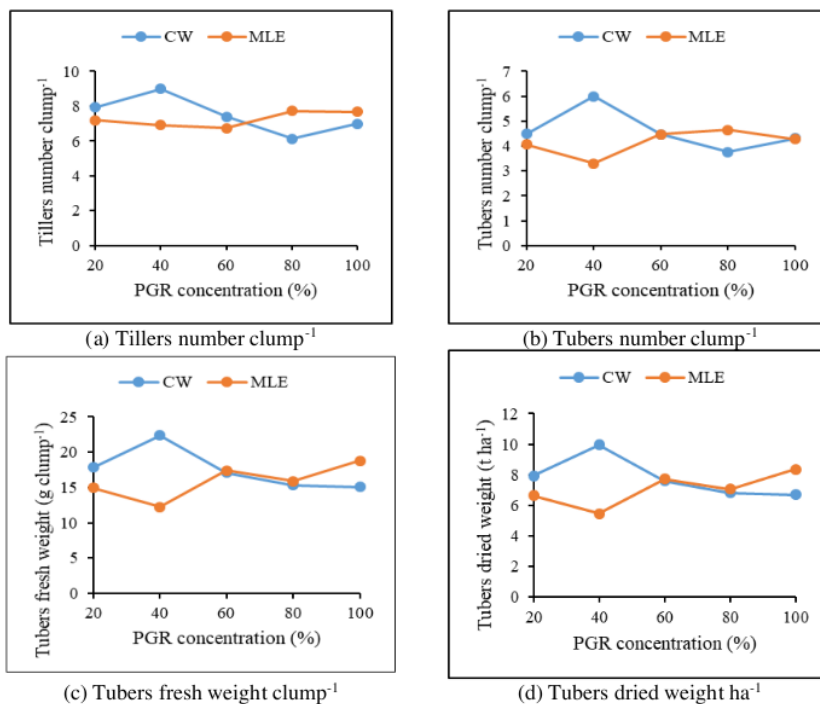 CW MLE
Tillers number clump-1
10
8
6
4
2
0
20 40 60 80 100
PGR concentration (%)
(a) Tillers number clump-1
CW MLE
Tubers number clump-1
7
6
5
4
3
2
1
0
20 40 60 80 100
PGR concentration (%)
(b) Tubers number clump-1
CW MLE
Tubers fresh weight (g clump-1)
25
20
15
10
5
0
20 40 60 80 100
PGR concentration (%)
(c) Tubers fresh weight clump-1
CW MLE
Tubers dried weight (t ha-1)
12
10
8
6
4
2
0
20 40 60 80 100
PGR concentration (%)
(d) Tubers dried weight ha-1